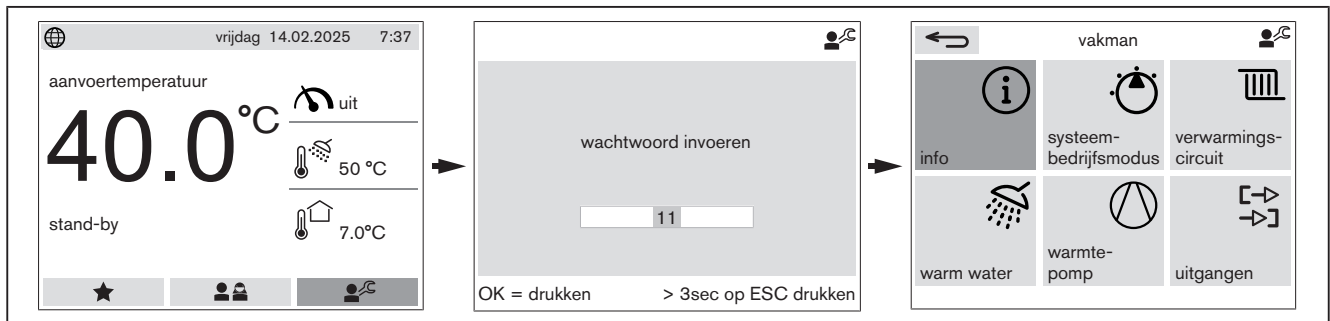 vrijdag 14.02.2025 7:37
aanvoertemperatuur
40.0°C
uit
50 °C
stand-by
7.0°C
wachtwoord invoeren
11
OK = drukken > 3sec op ESC drukken
vakman
info
systeem-
bedrijfsmodus
verwarmings-
circuit
warm water
warmte-
pomp
uitgangen